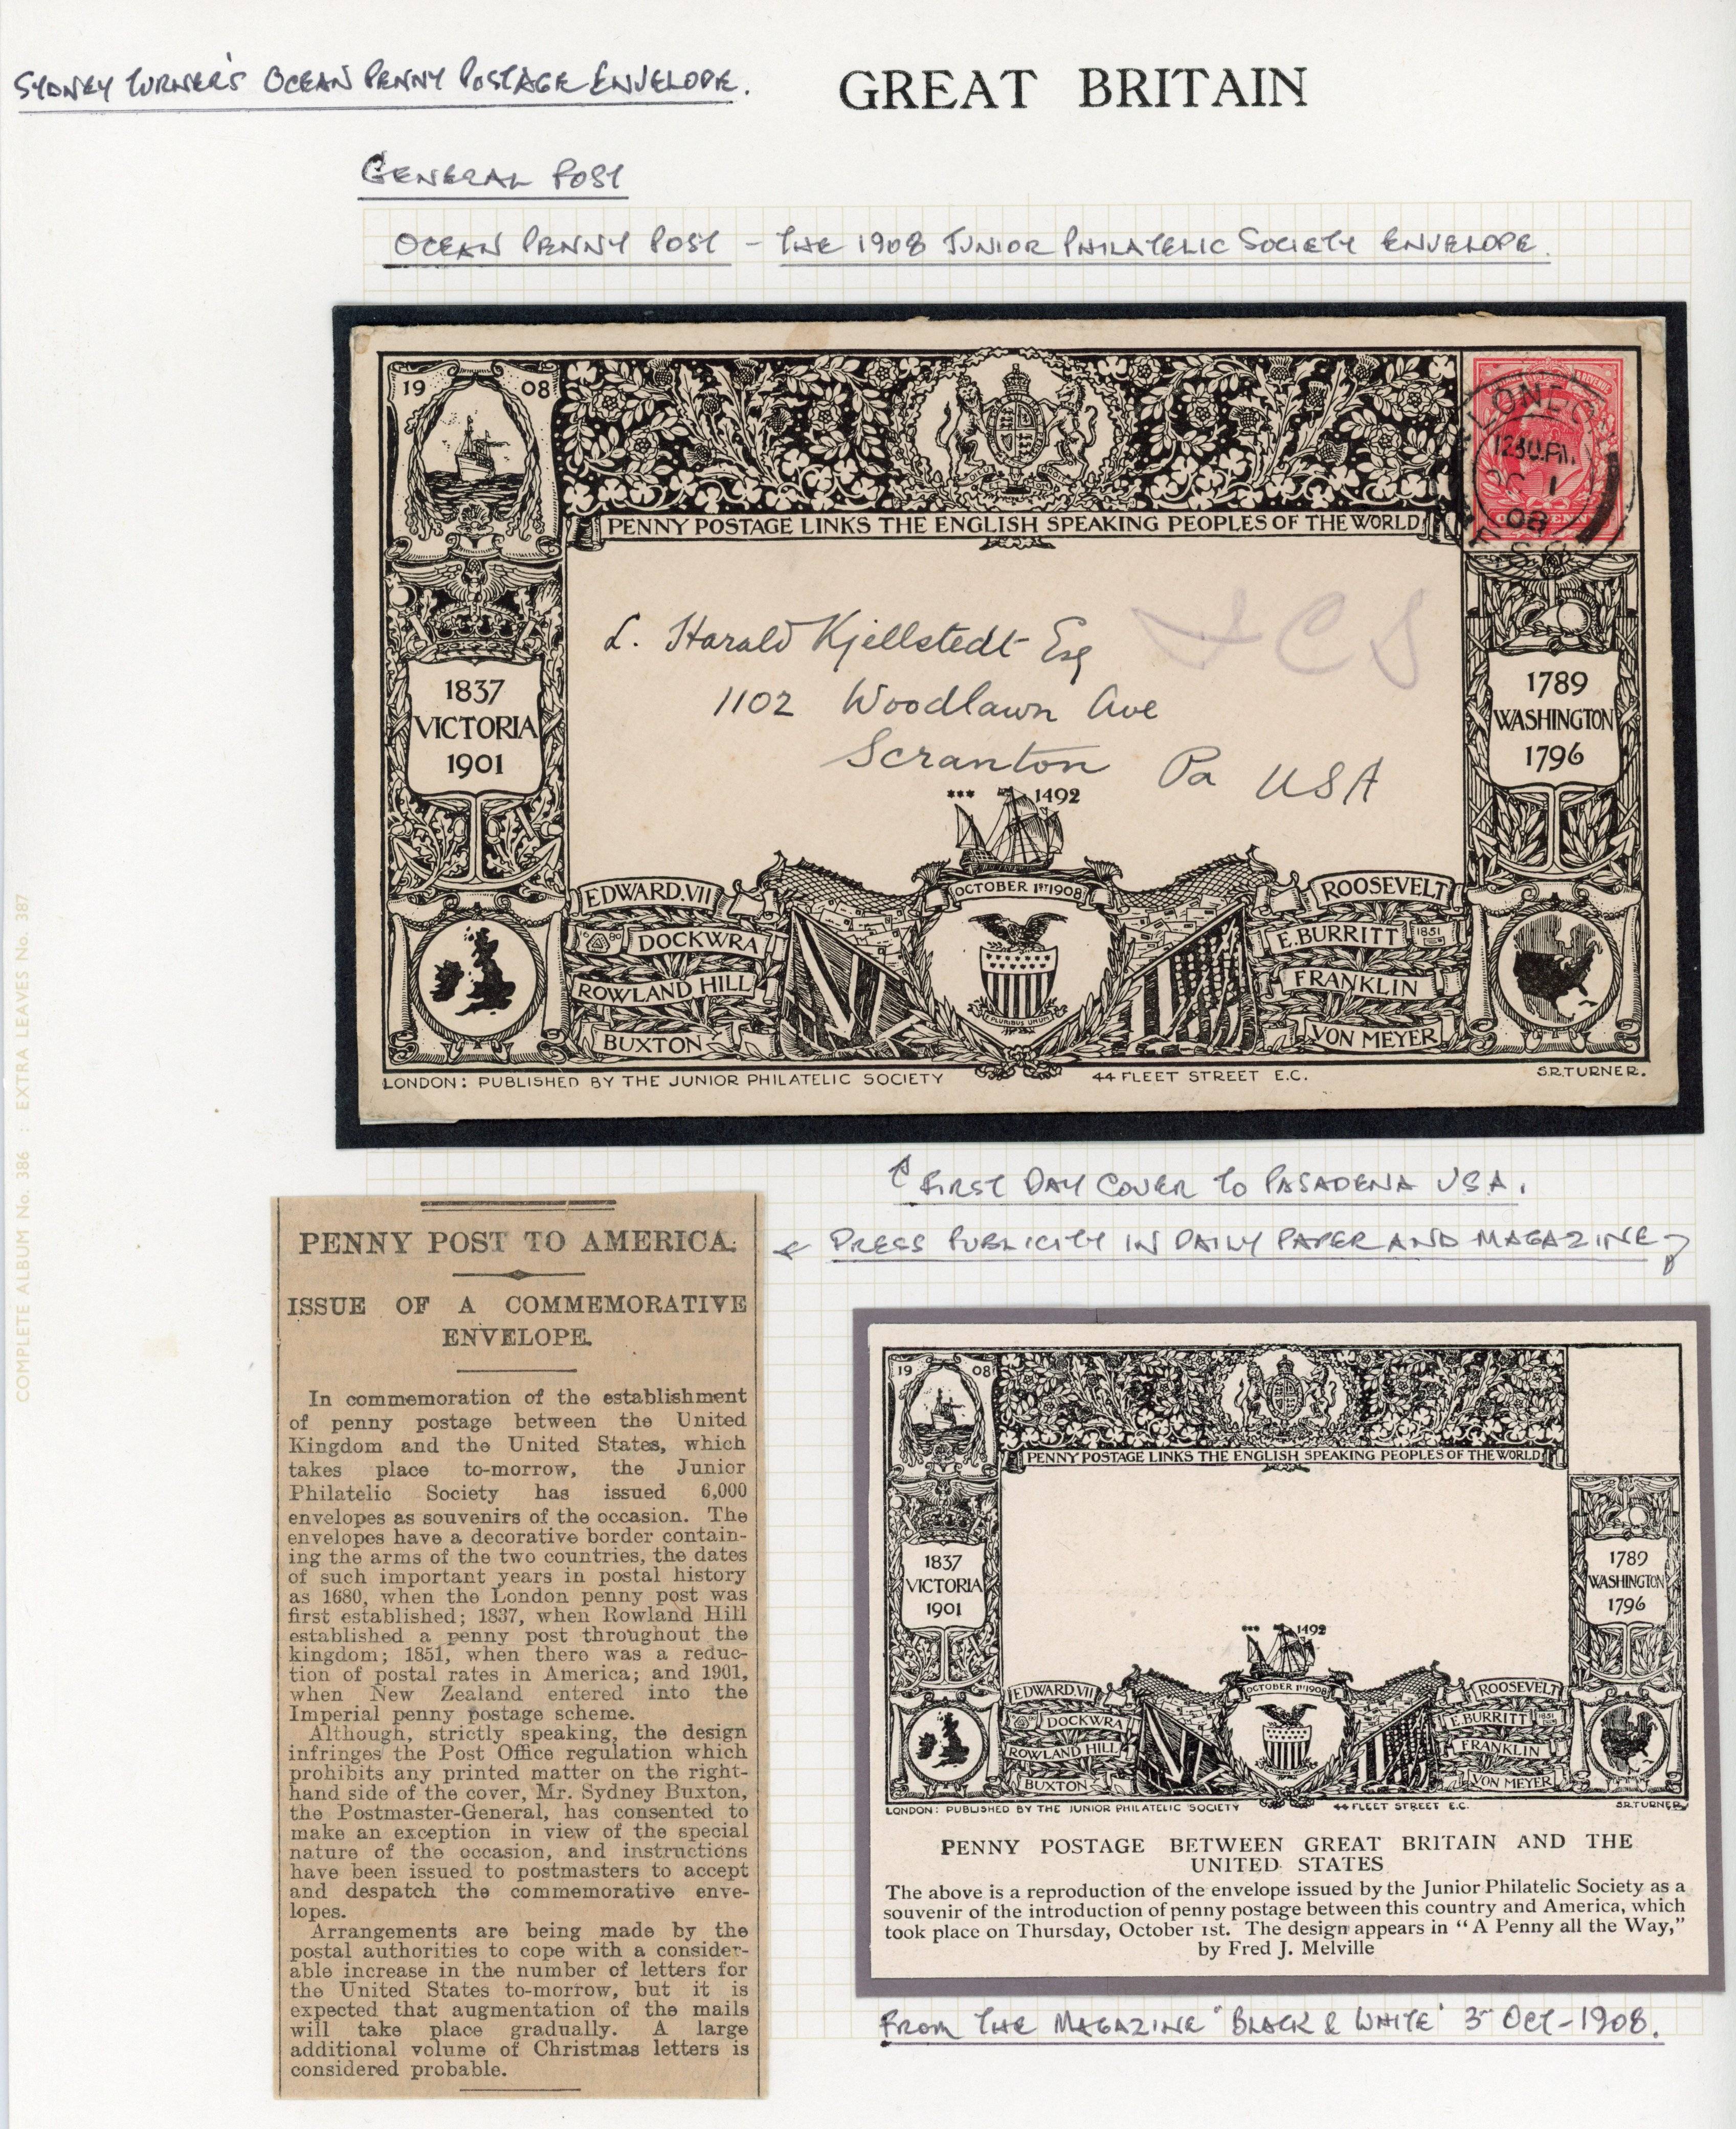 SYDNEY TURNER'S OCEAN PENNY POSTAGE ENVELOPE.
GREAT BRITAIN
GENERAL POST
OCEAN PENNY POST - THE 1908 JUNIOR PHILATELIC SOCIETY ENVELOPE.
19 08
PENNY POSTAGE LINKS THE ENGLISH SPEAKING PEOPLES OF THE WORLD
12 30 PM
OC 1
08
L. Harald Kjellstedt Esq
1102 Woodlawn Ave
Scranton Pa USA
1837
VICTORIA
1901
1789
WASHINGTON
1796
*** 1492
OCTOBER 1ST 1908
EDWARD.VII
16 80 DOCKWRA
ROWLAND HILL
BUXTON
E PLURIBUS UNUM
ROOSEVELT
E.BURRITT 1851
FRANKLIN
VON MEYER
LONDON: PUBLISHED BY THE JUNIOR PHILATELIC SOCIETY 44 FLEET STREET E.C. S.R.TURNER.
COMPLETE ALBUM No. 386 : EXTRA LEAVES No. 387
↑ FIRST DAY COVER TO PASADENA USA.
← PRESS PUBLICITY IN DAILY PAPER AND MAGAZINE
PENNY POST TO AMERICA.
ISSUE OF A COMMEMORATIVE
ENVELOPE.
In commemoration of the establishment
of penny postage between the United
Kingdom and the United States, which
takes place to-morrow, the Junior
Philatelic Society has issued 6,000
envelopes as souvenirs of the occasion. The
envelopes have a decorative border contain-
ing the arms of the two countries, the dates
of such important years in postal history
as 1680, when the London penny post was
first established; 1837, when Rowland Hill
established a penny post throughout the
kingdom; 1851, when there was a reduc-
tion of postal rates in America; and 1901,
when New Zealand entered into the
Imperial penny postage scheme.
Although, strictly speaking, the design
infringes the Post Office regulation which
prohibits any printed matter on the right-
hand side of the cover, Mr. Sydney Buxton,
the Postmaster-General, has consented to
make an exception in view of the special
nature of the occasion, and instructions
have been issued to postmasters to accept
and despatch the commemorative enve-
lopes.
Arrangements are being made by the
postal authorities to cope with a consider-
able increase in the number of letters for
the United States to-morrow, but it is
expected that augmentation of the mails
will take place gradually. A large
additional volume of Christmas letters is
considered probable.
19 08
PENNY POSTAGE LINKS THE ENGLISH SPEAKING PEOPLES OF THE WORLD
1837
VICTORIA
1901
1789
WASHINGTON
1796
*** 1492
OCTOBER 1ST 1908
EDWARD.VII
DOCKWRA
ROWLAND HILL
BUXTON
ROOSEVELT
E.BURRITT 1851
FRANKLIN
VON MEYER
LONDON: PUBLISHED BY THE JUNIOR PHILATELIC SOCIETY 44 FLEET STREET E.C. S.R.TURNER.
PENNY POSTAGE BETWEEN GREAT BRITAIN AND THE
UNITED STATES
The above is a reproduction of the envelope issued by the Junior Philatelic Society as a
souvenir of the introduction of penny postage between this country and America, which
took place on Thursday, October 1st. The design appears in "A Penny all the Way,"
by Fred J. Melville
FROM THE MAGAZINE 'BLACK & WHITE' 3 OCT-1908.